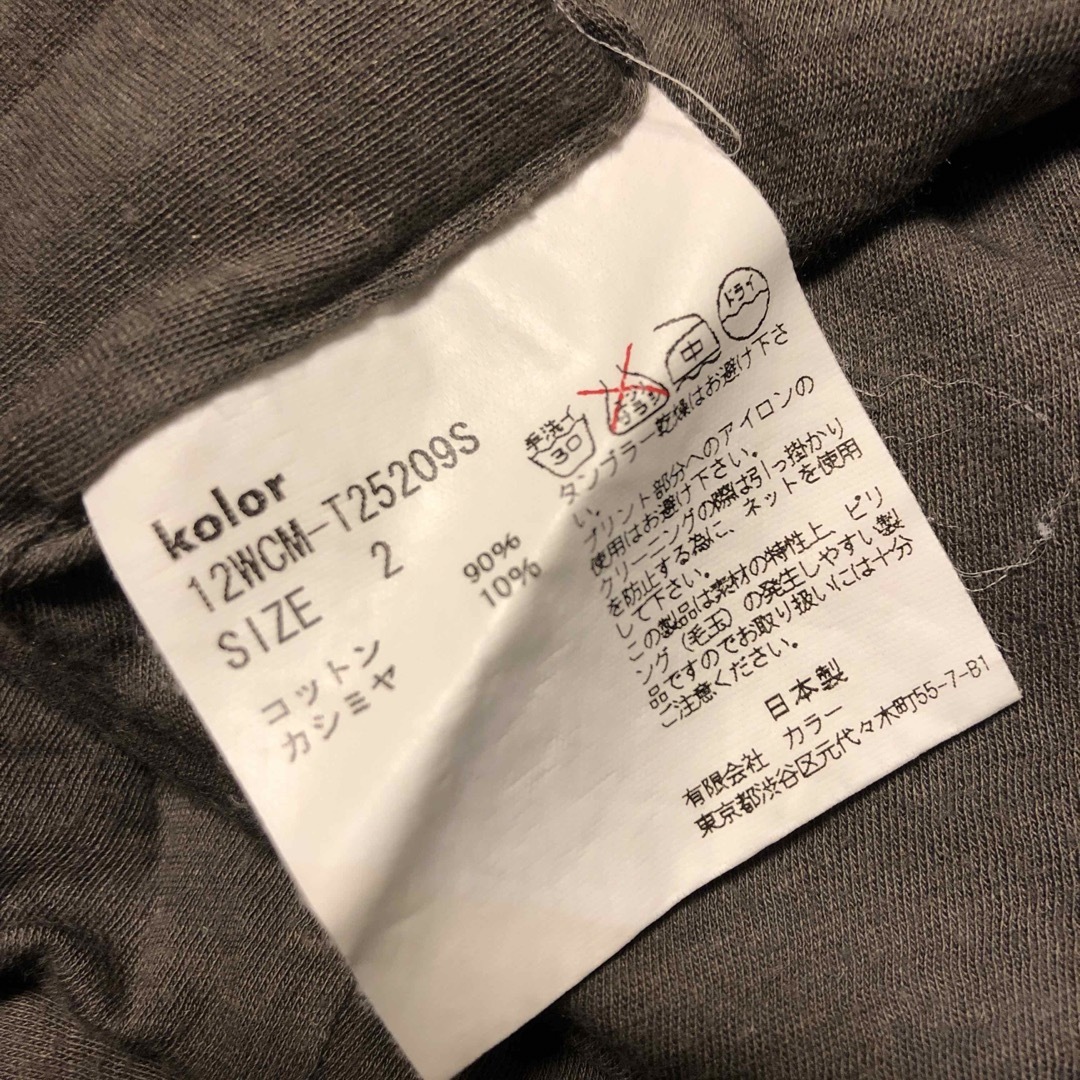 kolor
12WCM-T25209S
SIZE 2
コットン 90%
カシミヤ 10%
手洗イ
30
中
ドライ
タンブラー乾燥はお避け下さ
い。
プリント部分へのアイロンの
使用はお避け下さい。
クリーニングの際は引っ掛かり
を防止する為に、ネットを使用
して下さい。
この製品は素材の特性上、ピリ
ング(毛玉)の発生しやすい製
品ですのでお取り扱いには十分
ご注意ください。
日本製
有限会社 カラー
東京都渋谷区元代々木町55-7-B1